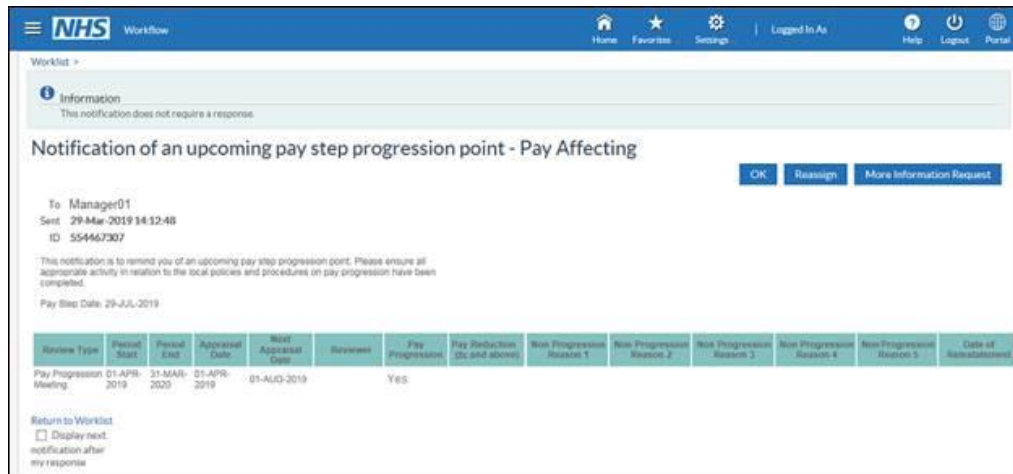 NHS Workflow
Home Favorites Settings | Logged In As Help Logout Portal
Worklist >
Information
This notification does not require a response.
Notification of an upcoming pay step progression point - Pay Affecting
OK Reassign More Information Request
To Manager01
Sent 29-Mar-2019 14:12:48
ID 554467307
This notification is to remind you of an upcoming pay step progression point. Please ensure all
appropriate activity in relation to the local policies and procedures on pay progression have been
completed.
Pay Step Date: 29-JUL-2019
Review Type Period Start Period End Appraisal Date Next Appraisal Date Reviewer Pay Progression Pay Reduction (8c and above) Non Progression Reason 1 Non Progression Reason 2 Non Progression Reason 3 Non Progression Reason 4 Non Progression Reason 5 Date of Reinstatement
Pay Progression Meeting 01-APR-2019 31-MAR-2020 01-APR-2019 01-AUG-2019 Yes
Return to Worklist
Display next
notification after
my response